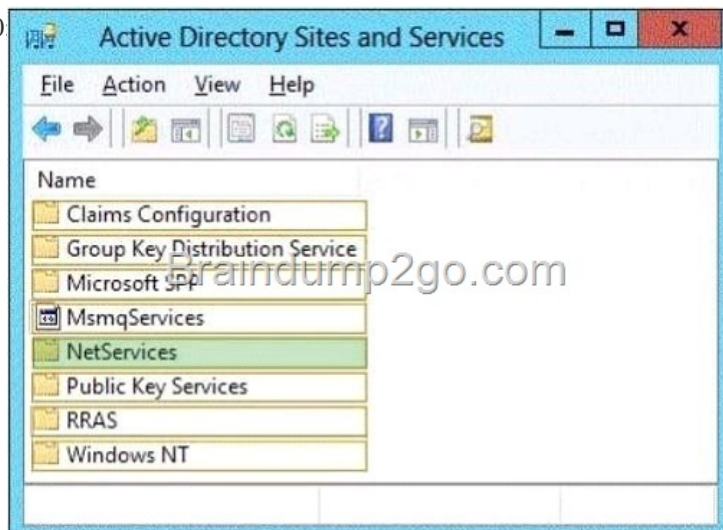 Active Directory Sites and Services
File Action View Help
Name
Claims Configuration
Group Key Distribution Service
Microsoft SPP
Braindump2go.com
MsmqServices
NetServices
Public Key Services
RRAS
Windows NT